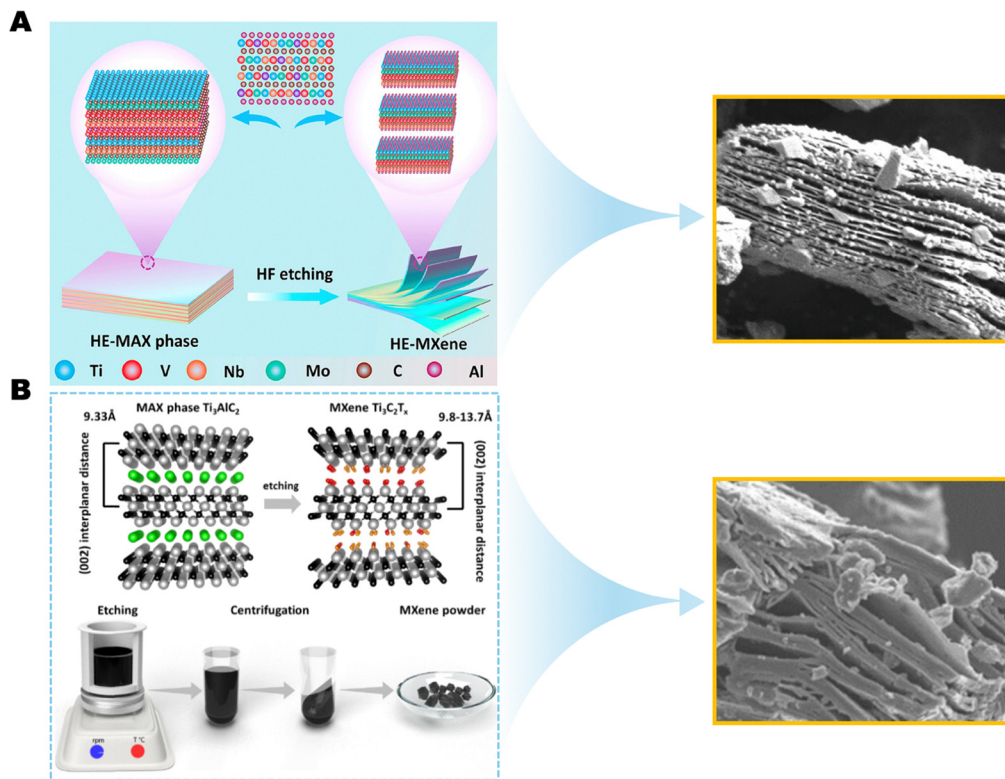 A
HF etching
HE-MAX phase
HE-MXene
Ti V Nb Mo C Al
B
MAX phase Ti₃AlC₂
MXene Ti₃C₂Tₓ
9.33Å
9.8-13.7Å
(002) interplanar distance
etching
(002) interplanar distance
Etching
Centrifugation
MXene powder
rpm
T °C